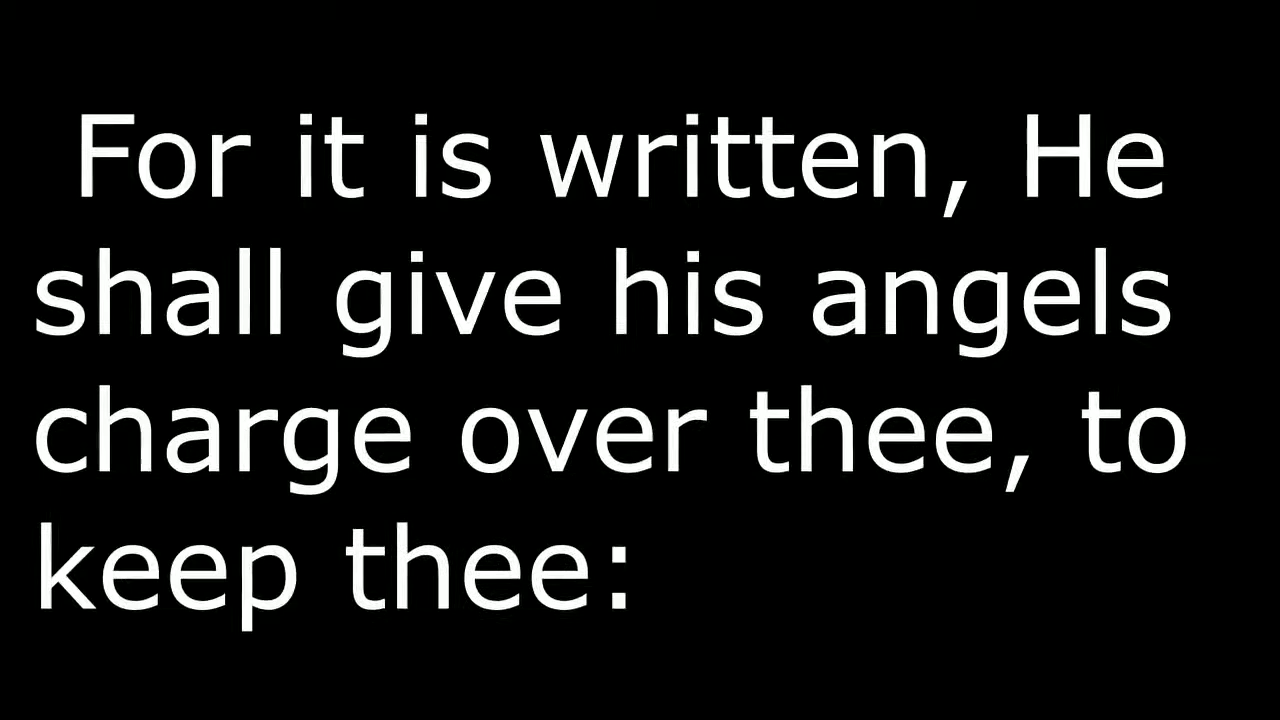 For it is written, He
shall give his angels
charge over thee, to
keep thee: